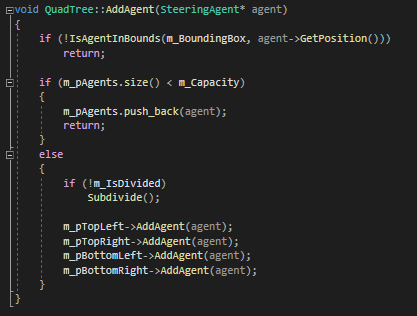 void QuadTree::AddAgent(SteeringAgent* agent)
{
    if (!IsAgentInBounds(m_BoundingBox, agent->GetPosition()))
        return;

    if (m_pAgents.size() < m_Capacity)
    {
        m_pAgents.push_back(agent);
        return;
    }
    else
    {
        if (!m_IsDivided)
            Subdivide();

        m_pTopLeft->AddAgent(agent);
        m_pTopRight->AddAgent(agent);
        m_pBottomLeft->AddAgent(agent);
        m_pBottomRight->AddAgent(agent);
    }
}